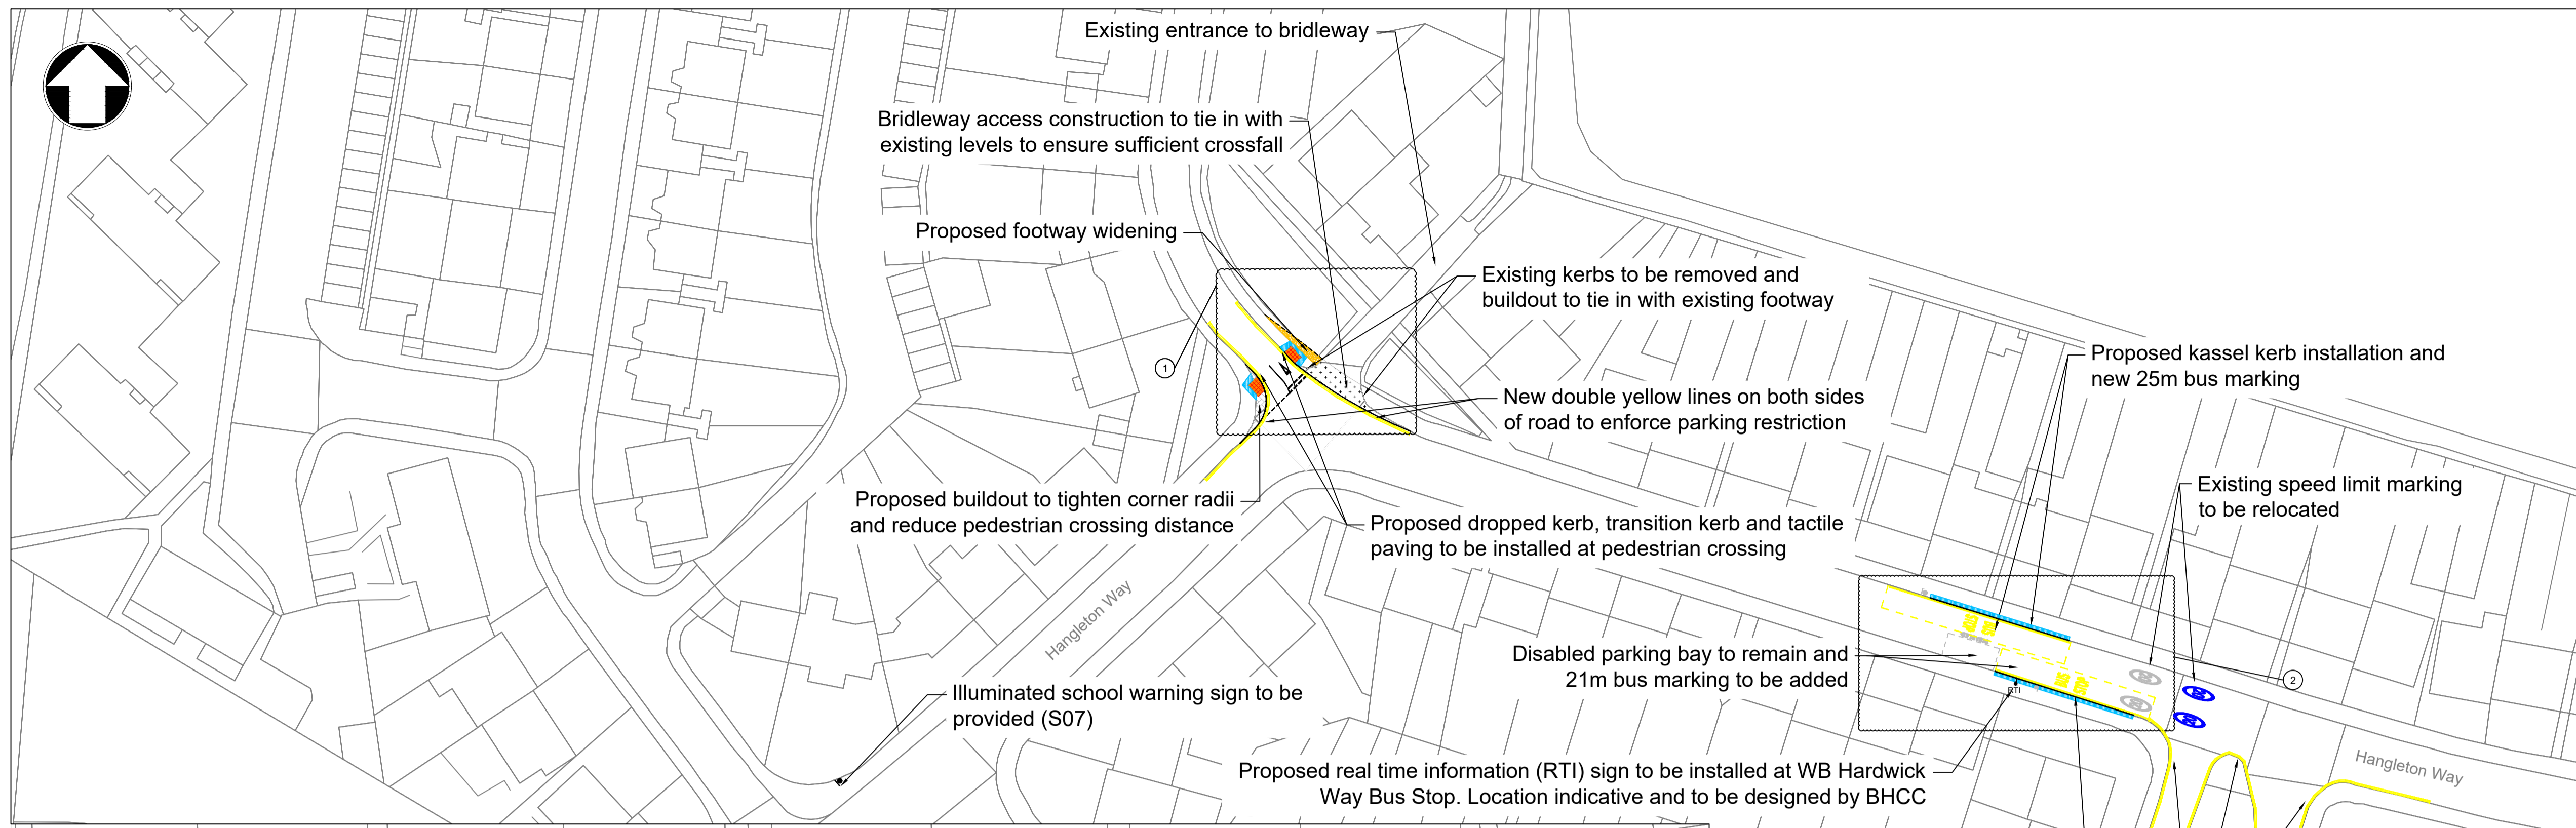 Existing entrance to bridleway
Bridleway access construction to tie in with
existing levels to ensure sufficient crossfall
Proposed footway widening
Existing kerbs to be removed and
buildout to tie in with existing footway
1
Proposed kassel kerb installation and
new 25m bus marking
New double yellow lines on both sides
of road to enforce parking restriction
Existing speed limit marking
to be relocated
Proposed buildout to tighten corner radii
and reduce pedestrian crossing distance
Proposed dropped kerb, transition kerb and tactile
paving to be installed at pedestrian crossing
Hangleton Way
Disabled parking bay to remain and
21m bus marking to be added
BUS
STOP
BUS
STOP
RTI
20
20
2
Illuminated school warning sign to be
provided (S07)
Proposed real time information (RTI) sign to be installed at WB Hardwick
Way Bus Stop. Location indicative and to be designed by BHCC
Hangleton Way